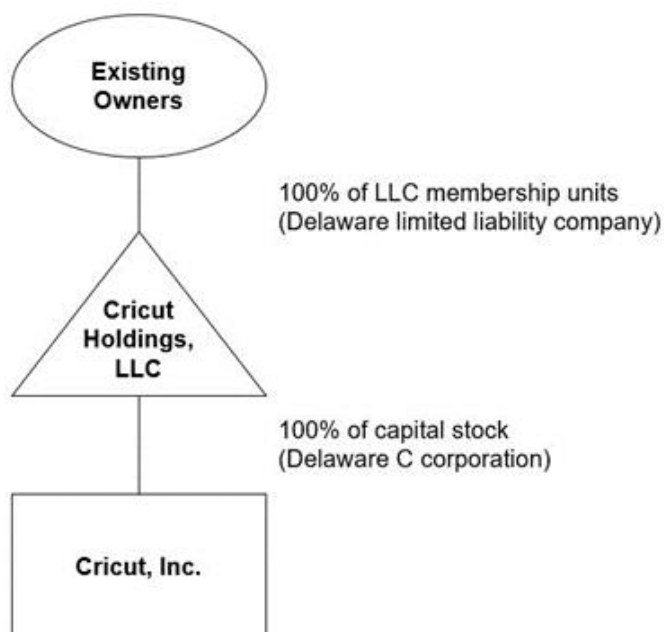 Existing
Owners
100% of LLC membership units
(Delaware limited liability company)
Cricut
Holdings,
LLC
100% of capital stock
(Delaware C corporation)
Cricut, Inc.